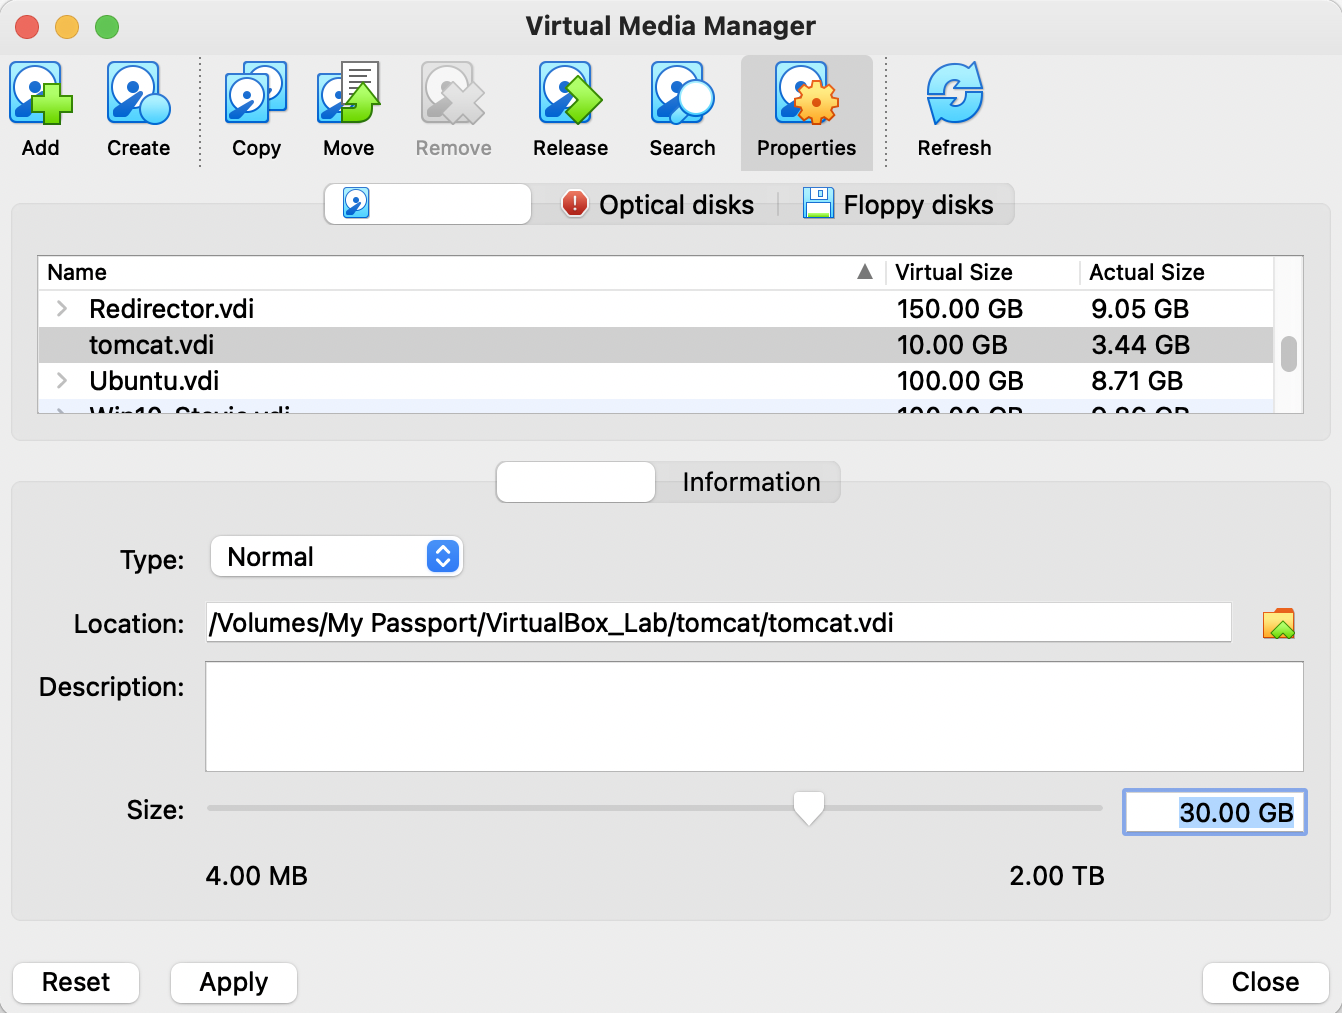 Virtual Media Manager
Add Create Copy Move Remove Release Search Properties Refresh
Optical disks Floppy disks
Name Virtual Size Actual Size
Redirector.vdi 150.00 GB 9.05 GB
tomcat.vdi 10.00 GB 3.44 GB
Ubuntu.vdi 100.00 GB 8.71 GB
Information
Type: Normal
Location: /Volumes/My Passport/VirtualBox_Lab/tomcat/tomcat.vdi
Description:
Size: 30.00 GB
4.00 MB 2.00 TB
Reset Apply Close